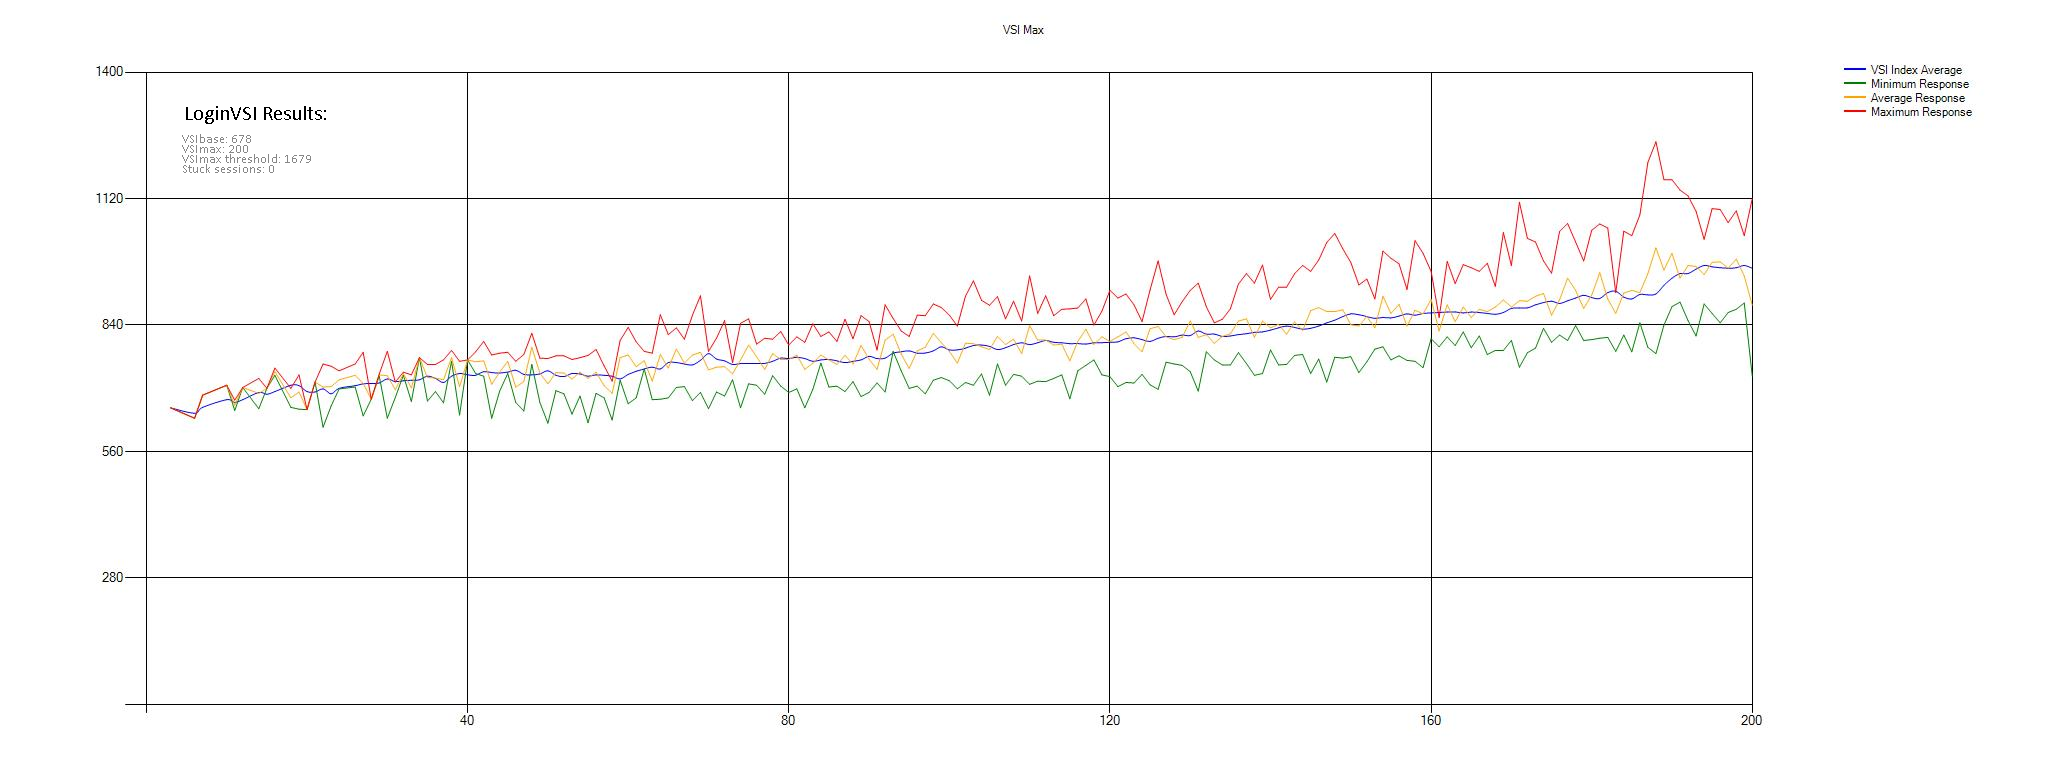 VSI Max
1400
1120
840
560
280
40
80
120
160
200
LoginVSI Results:
VSIbase: 678
VSImax: 200
VSImax threshold: 1679
Stuck sessions: 0
VSI Index Average
Minimum Response
Average Response
Maximum Response